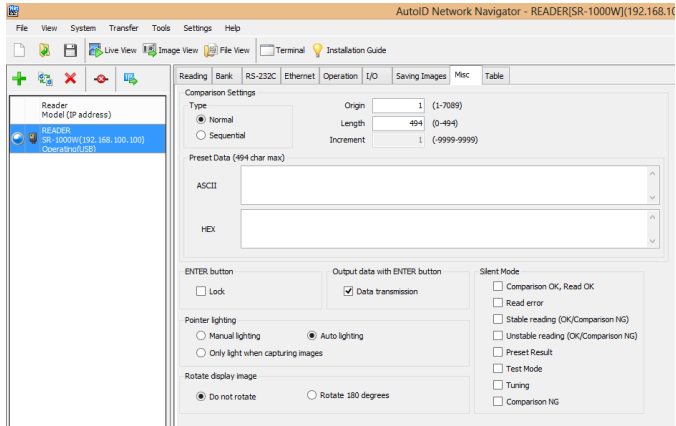 AutoID Network Navigator - READER[SR-1000W](192.168.10
File View System Transfer Tools Settings Help
Live View Image View File View Terminal Installation Guide
Reading Bank RS-232C Ethernet Operation I/O Saving Images Misc Table
Reader
Model (IP address)
READER
SR-1000W(192.168.100.100)
Operating(USB)
Comparison Settings
Type
Normal
Sequential
Origin 1 (1-7089)
Length 494 (0-494)
Increment 1 (-9999-9999)
Preset Data (494 char max)
ASCII
HEX
ENTER button
Lock
Output data with ENTER button
Data transmission
Pointer lighting
Manual lighting Auto lighting
Only light when capturing images
Rotate display image
Do not rotate Rotate 180 degrees
Silent Mode
Comparison OK, Read OK
Read error
Stable reading (OK/Comparison NG)
Unstable reading (OK/Comparison NG)
Preset Result
Test Mode
Tuning
Comparison NG